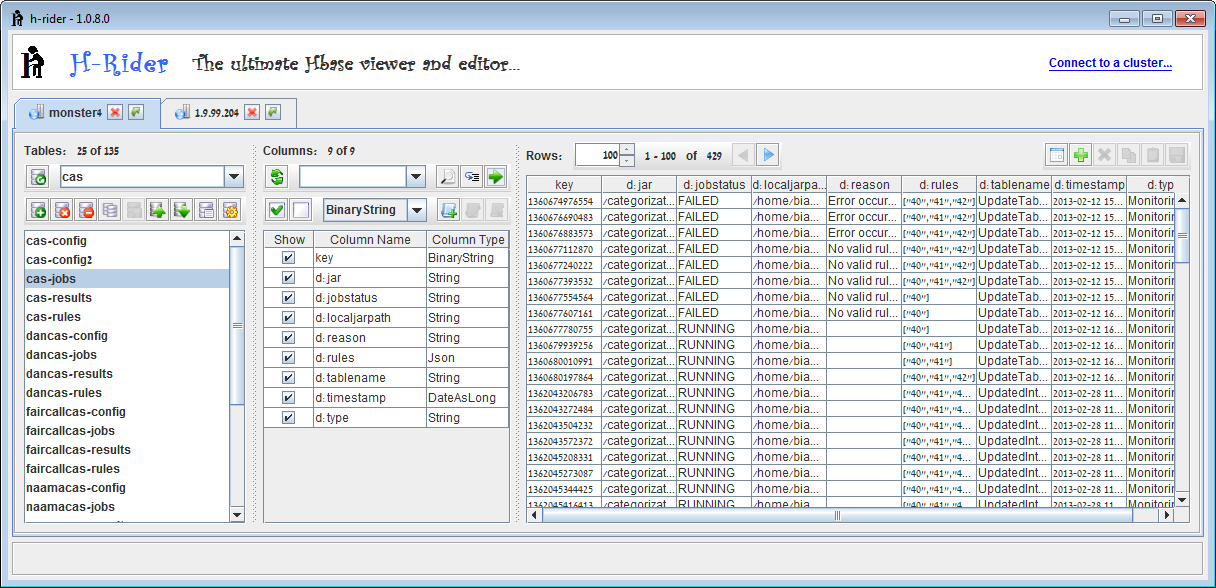 h-rider - 1.0.8.0
H-Rider The ultimate Hbase viewer and editor...
Connect to a cluster...
monster4 1.9.99.204
Tables: 25 of 135
cas
cas-config
cas-config2
cas-jobs
cas-results
cas-rules
dancas-config
dancas-jobs
dancas-results
dancas-rules
faircallcas-config
faircallcas-jobs
faircallcas-results
faircallcas-rules
naamacas-config
naamacas-jobs
Columns: 9 of 9
BinaryString
Show Column Name Column Type
key BinaryString
d:jar String
d:jobstatus String
d:localjarpath String
d:reason String
d:rules Json
d:tablename String
d:timestamp DateAsLong
d:type String
Rows: 100 1 - 100 of 429
key d:jar d:jobstatus d:localjarpa... d:reason d:rules d:tablename d:timestamp d:typ
1360674976554 /categorizat... FAILED /home/bia... Error occur... ["40","41","42"] UpdateTab... 2013-02-12 15... Monitorin
1360676690483 /categorizat... FAILED /home/bia... Error occur... ["40","41","42"] UpdateTab... 2013-02-12 15... Monitorin
1360676883573 /categorizat... FAILED /home/bia... Error occur... ["40","41","42"] UpdateTab... 2013-02-12 15... Monitorin
1360677112870 /categorizat... FAILED /home/bia... No valid rul... ["40","41","42"] UpdateTab... 2013-02-12 15... Monitorin
1360677240222 /categorizat... FAILED /home/bia... No valid rul... ["40","41","42"] UpdateTab... 2013-02-12 15... Monitorin
1360677393532 /categorizat... FAILED /home/bia... No valid rul... ["40","41","42"] UpdateTab... 2013-02-12 15... Monitorin
1360677554564 /categorizat... FAILED /home/bia... No valid rul... ["40"] UpdateTab... 2013-02-12 15... Monitorin
1360677607161 /categorizat... FAILED /home/bia... No valid rul... ["40"] UpdateTab... 2013-02-12 16... Monitorin
1360677780755 /categorizat... RUNNING /home/bia... ["40"] UpdateTab... 2013-02-12 16... Monitorin
1360679939256 /categorizat... RUNNING /home/bia... ["40","41"] UpdateTab... 2013-02-12 16... Monitorin
1360680010991 /categorizat... RUNNING /home/bia... ["40","41"] UpdateTab... 2013-02-12 16... Monitorin
1360680197864 /categorizat... RUNNING /home/bia... ["40","41","42"] UpdateTab... 2013-02-12 16... Monitorin
1362043206783 /categorizat... RUNNING /home/bia... ["40","41","4... UpdatedInt... 2013-02-28 11... Monitorin
1362043272484 /categorizat... RUNNING /home/bia... ["40","41","4... UpdatedInt... 2013-02-28 11... Monitorin
1362043504232 /categorizat... RUNNING /home/bia... ["40","41","4... UpdatedInt... 2013-02-28 11... Monitorin
1362043572372 /categorizat... RUNNING /home/bia... ["40","41","4... UpdatedInt... 2013-02-28 11... Monitorin
1362045208331 /categorizat... RUNNING /home/bia... ["40","41","4... UpdatedInt... 2013-02-28 11... Monitorin
1362045273087 /categorizat... RUNNING /home/bia... ["40","41","4... UpdatedInt... 2013-02-28 11... Monitorin
1362045344425 /categorizat... RUNNING /home/bia... ["40","41","4... UpdatedInt... 2013-02-28 11... Monitorin
1362045416413 /categorizat... RUNNING /home/bia... ["40","41","4... UpdatedInt... 2013-02-28 11... Monitorin